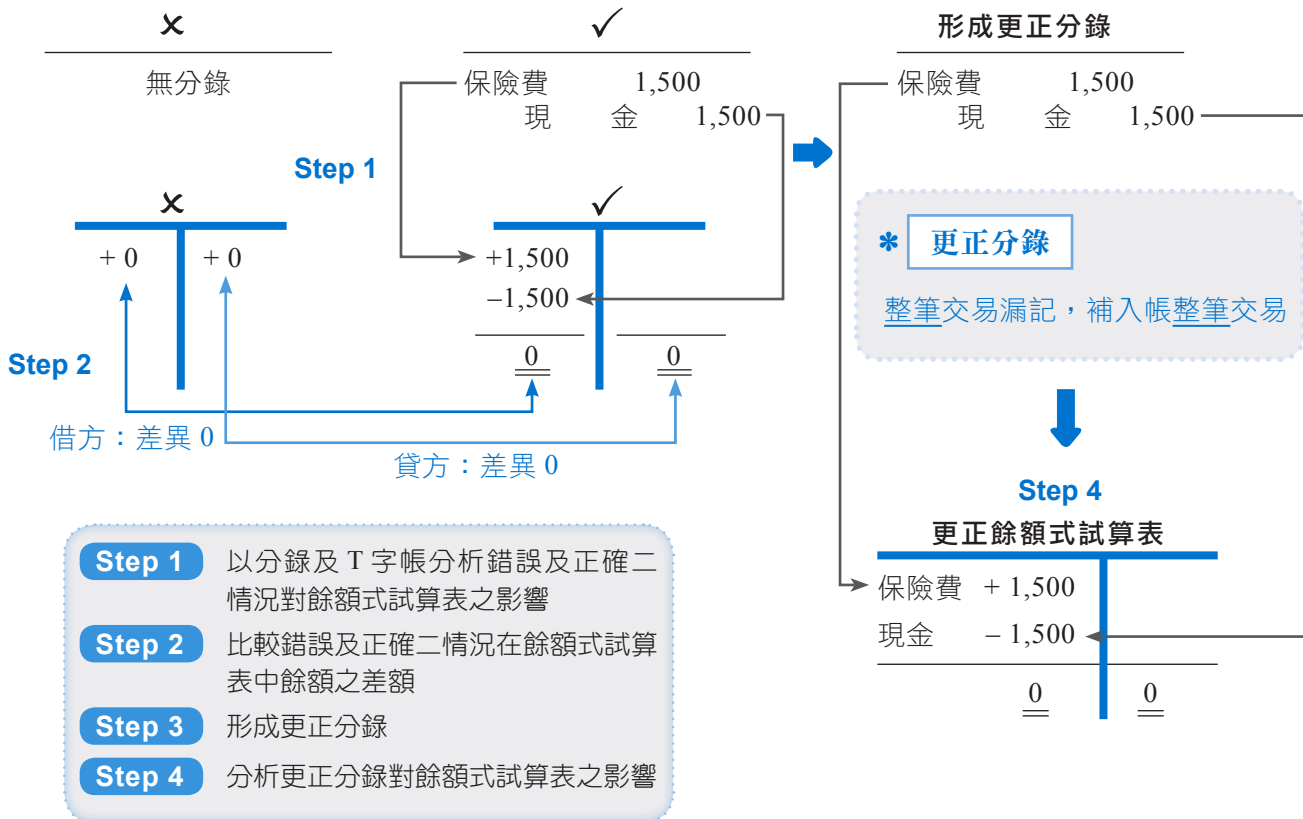 ✗
無分錄
✓
保險費 1,500
現 金 1,500
Step 1
✗
+ 0 + 0
✓
+1,500
–1,500
0 0
Step 2
借方：差異 0
貸方：差異 0
形成更正分錄
保險費 1,500
現 金 1,500
* 更正分錄
整筆交易漏記，補入帳整筆交易
Step 4
更正餘額式試算表
保險費 + 1,500
現金 – 1,500
0 0
Step 1 以分錄及 T 字帳分析錯誤及正確二
情況對餘額式試算表之影響
Step 2 比較錯誤及正確二情況在餘額式試算
表中餘額之差額
Step 3 形成更正分錄
Step 4 分析更正分錄對餘額式試算表之影響